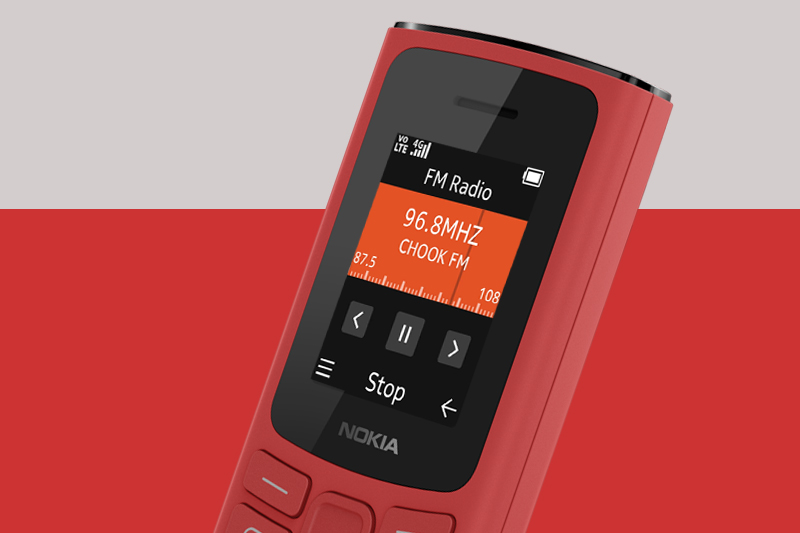 VO
LTE 4G
FM Radio
96.8MHZ
CHOOK FM
87.5
108
Stop
NOKIA